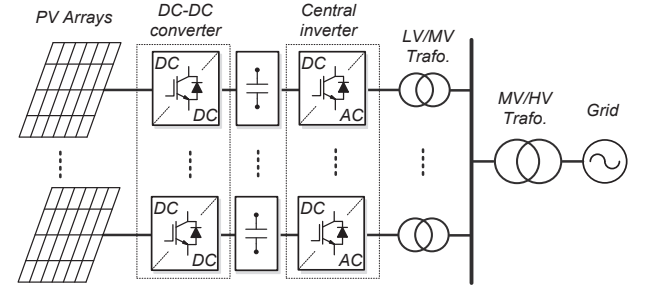 PV Arrays
DC-DC
converter
Central
inverter
LV/MV
Trafo.
MV/HV
Trafo.
Grid
DC
DC
DC
AC
DC
DC
DC
AC